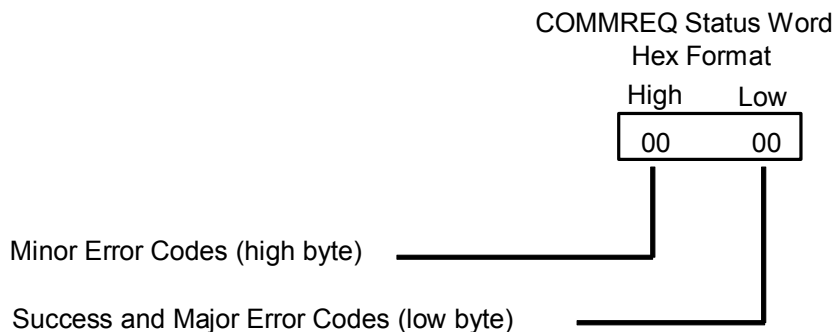 COMMREQ Status Word
Hex Format
High Low
00 00
Minor Error Codes (high byte)
Success and Major Error Codes (low byte)